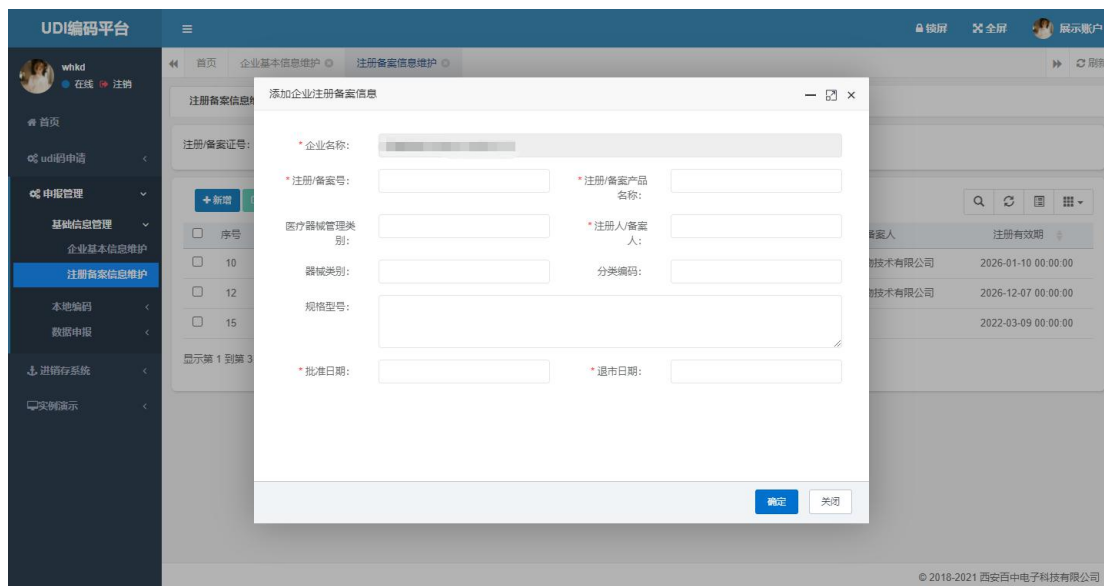 UDI编码平台
锁屏 全屏 展示账户
whkd
在线 注销
首页 企业基本信息维护 注册备案信息维护 刷新
注册备案信息维
添加企业注册备案信息
首页
注册/备案证号:
* 企业名称:
udi码申请
* 注册/备案号:
* 注册/备案产品
名称:
申报管理
新增
基础信息管理
医疗器械管理类
别:
* 注册人/备案
人:
序号
备案人
注册有效期
企业基本信息维护
注册备案信息维护
10
器械类别:
分类编码:
技术有限公司
2026-01-10 00:00:00
12
技术有限公司
2026-12-07 00:00:00
本地编码
规格型号:
15
2022-03-09 00:00:00
数据申报
显示第 1 到第 3
* 批准日期:
* 退市日期:
进销存系统
实例演示
确定
关闭
© 2018-2021 西安百中电子科技有限公司